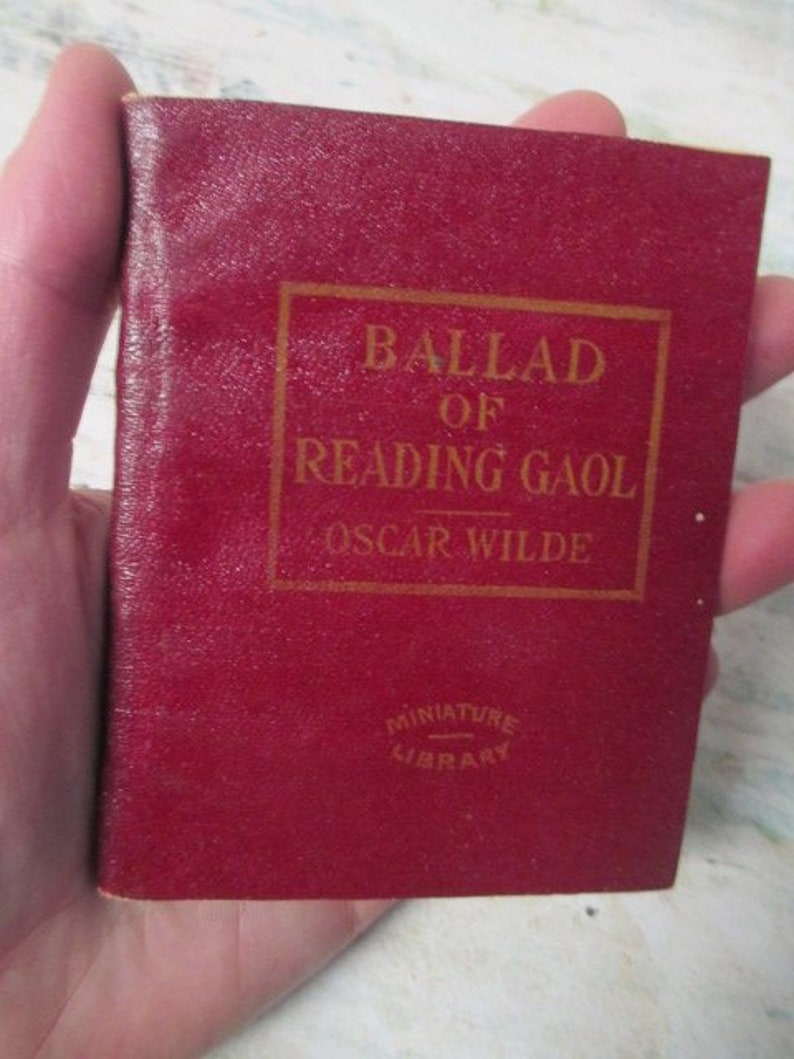 BALLAD
OF
READING GAOL
OSCAR WILDE
MINIATURE
LIBRARY